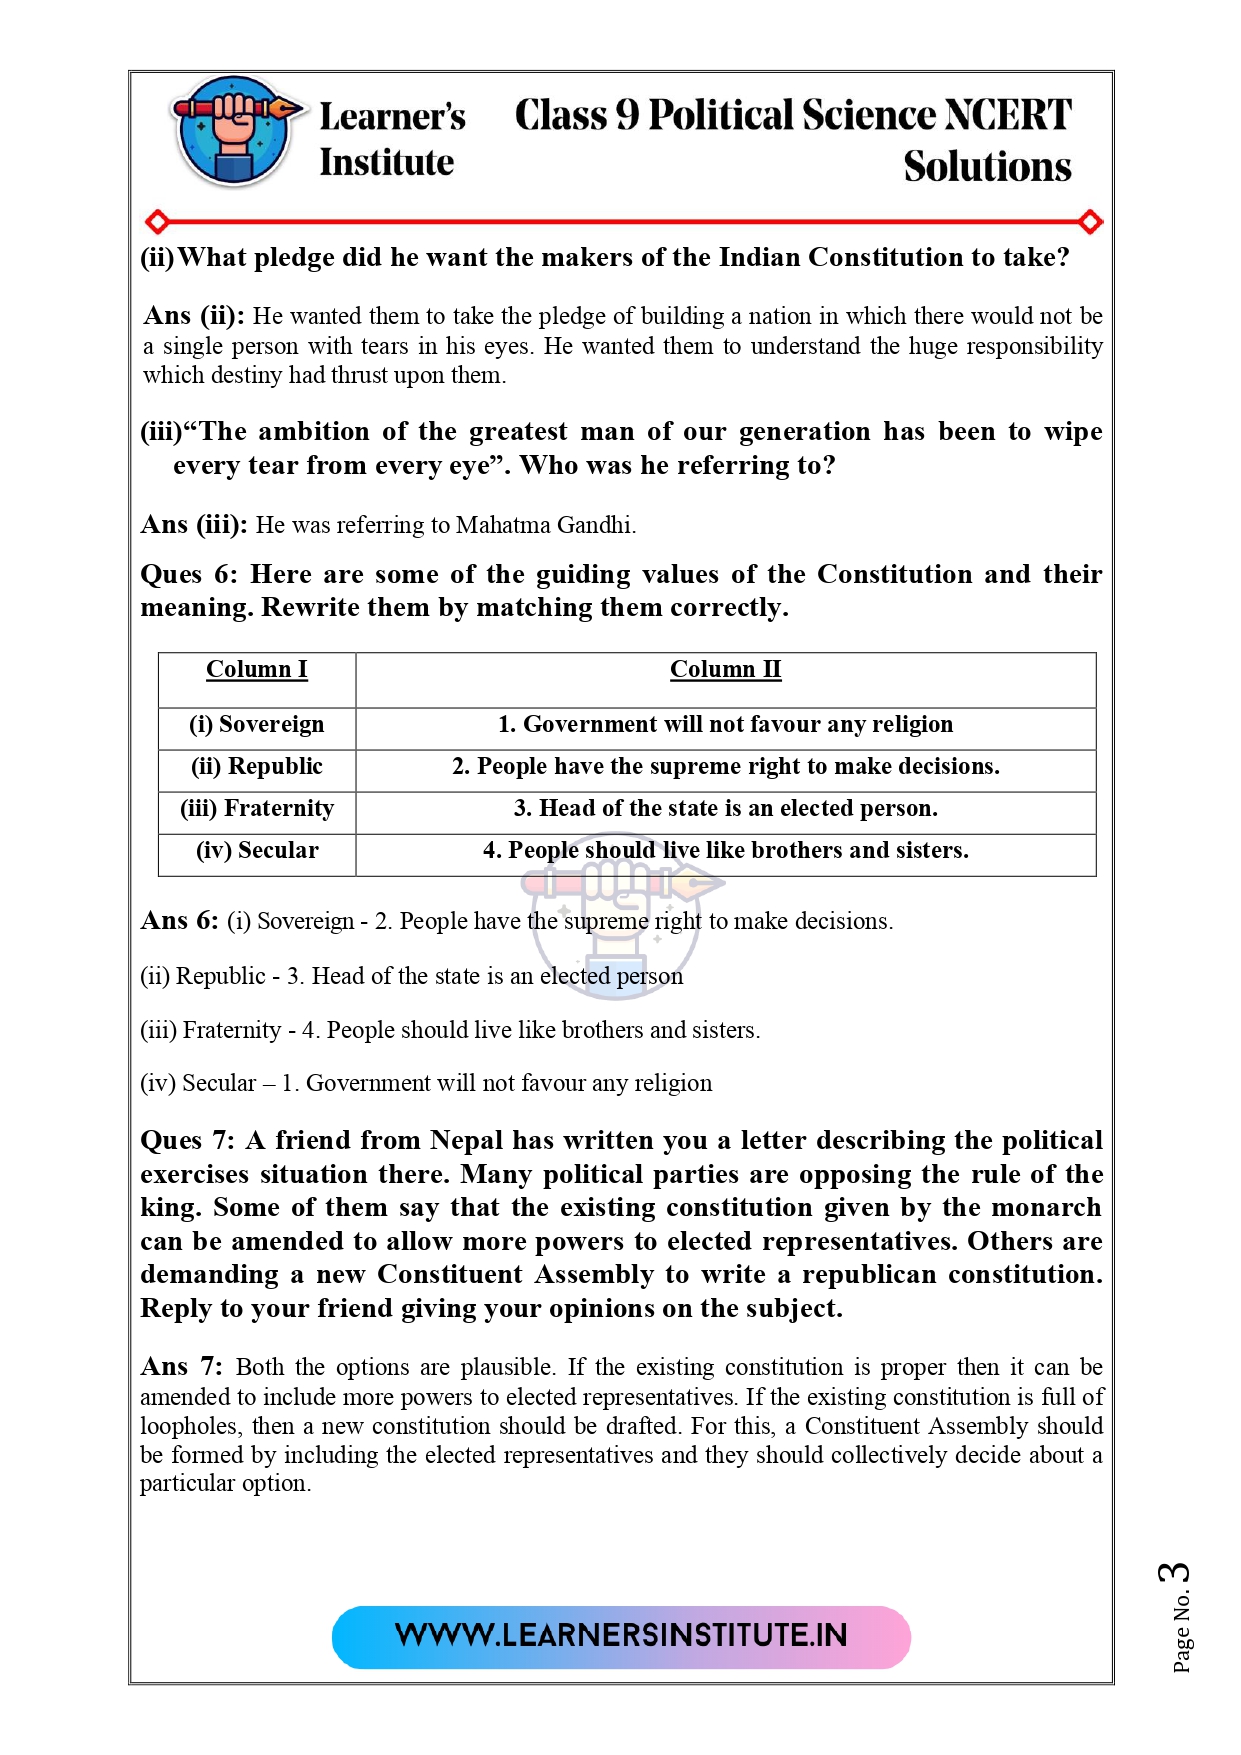 Learner's
Institute
Class 9 Political Science NCERT
Solutions
(ii) What pledge did he want the makers of the Indian Constitution to take?
Ans (ii): He wanted them to take the pledge of building a nation in which there would not be
a single person with tears in his eyes. He wanted them to understand the huge responsibility
which destiny had thrust upon them.
(iii)“The ambition of the greatest man of our generation has been to wipe
every tear from every eye”. Who was he referring to?
Ans (iii): He was referring to Mahatma Gandhi.
Ques 6: Here are some of the guiding values of the Constitution and their
meaning. Rewrite them by matching them correctly.
Column I Column II
(i) Sovereign 1. Government will not favour any religion
(ii) Republic 2. People have the supreme right to make decisions.
(iii) Fraternity 3. Head of the state is an elected person.
(iv) Secular 4. People should live like brothers and sisters.
Ans 6: (i) Sovereign - 2. People have the supreme right to make decisions.
(ii) Republic - 3. Head of the state is an elected person
(iii) Fraternity - 4. People should live like brothers and sisters.
(iv) Secular – 1. Government will not favour any religion
Ques 7: A friend from Nepal has written you a letter describing the political
exercises situation there. Many political parties are opposing the rule of the
king. Some of them say that the existing constitution given by the monarch
can be amended to allow more powers to elected representatives. Others are
demanding a new Constituent Assembly to write a republican constitution.
Reply to your friend giving your opinions on the subject.
Ans 7: Both the options are plausible. If the existing constitution is proper then it can be
amended to include more powers to elected representatives. If the existing constitution is full of
loopholes, then a new constitution should be drafted. For this, a Constituent Assembly should
be formed by including the elected representatives and they should collectively decide about a
particular option.
Page No. 3
WWW.LEARNERSINSTITUTE.IN